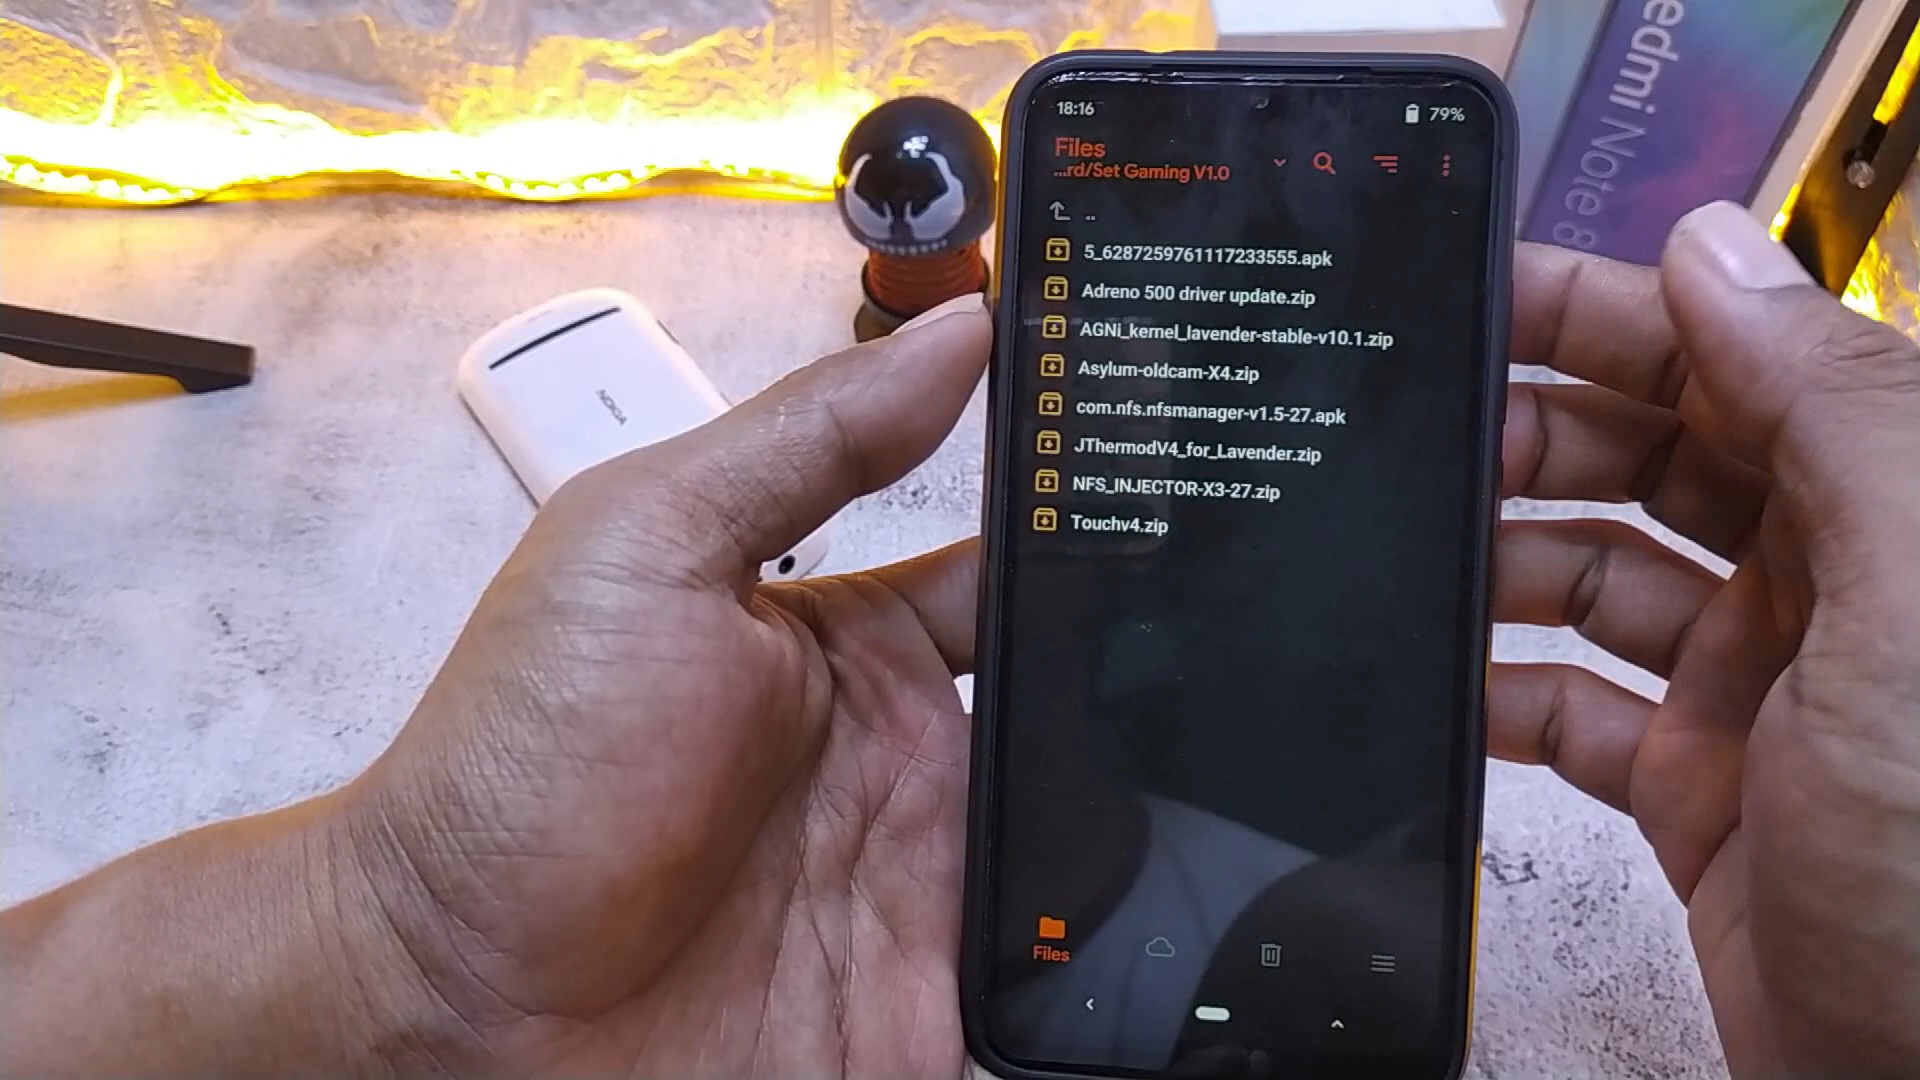 18:16
79%
Files
...rd/Set Gaming V1.0
..
5_6287259761117233555.apk
Adreno 500 driver update.zip
AGNi_kernel_lavender-stable-v10.1.zip
Asylum-oldcam-X4.zip
com.nfs.nfsmanager-v1.5-27.apk
JThermodV4_for_Lavender.zip
NFS_INJECTOR-X3-27.zip
Touchv4.zip
Files
NOKIA
edmi Note 8